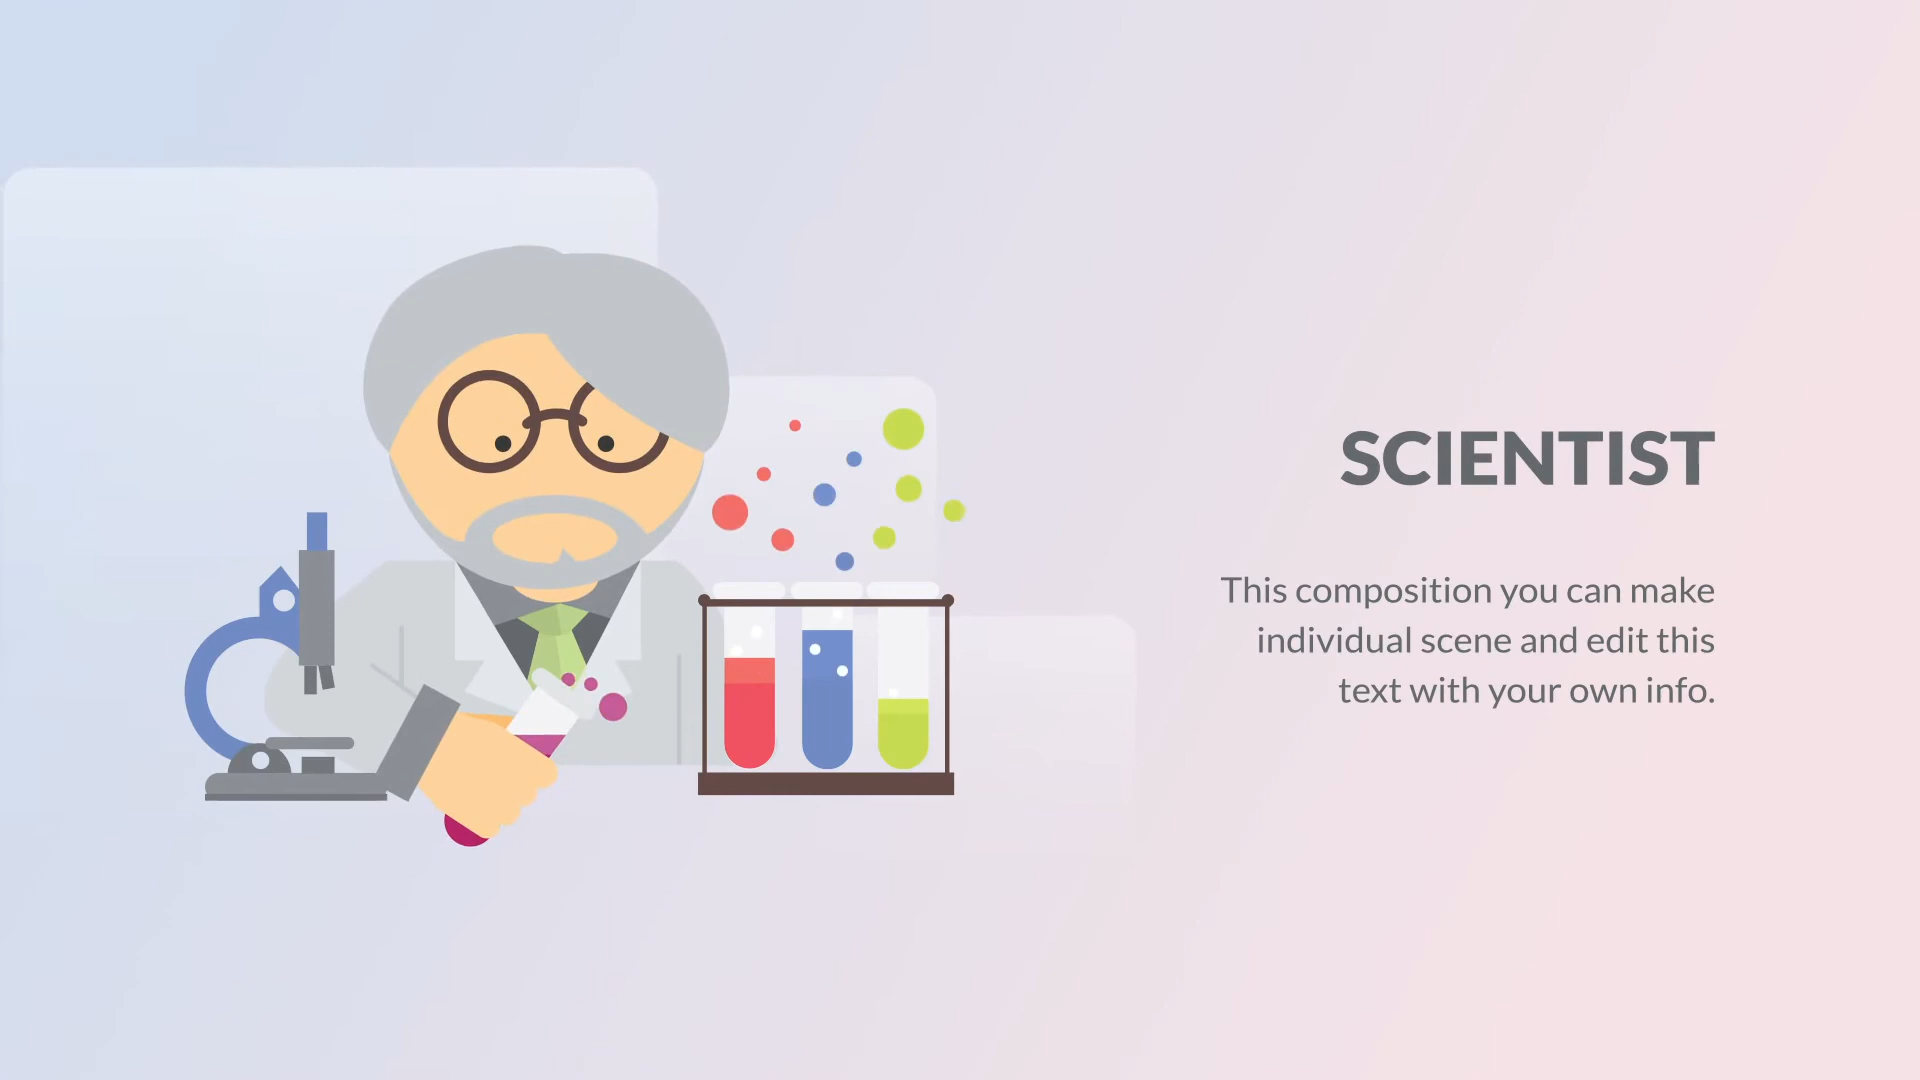 SCIENTIST
This composition you can make
individual scene and edit this
text with your own info.